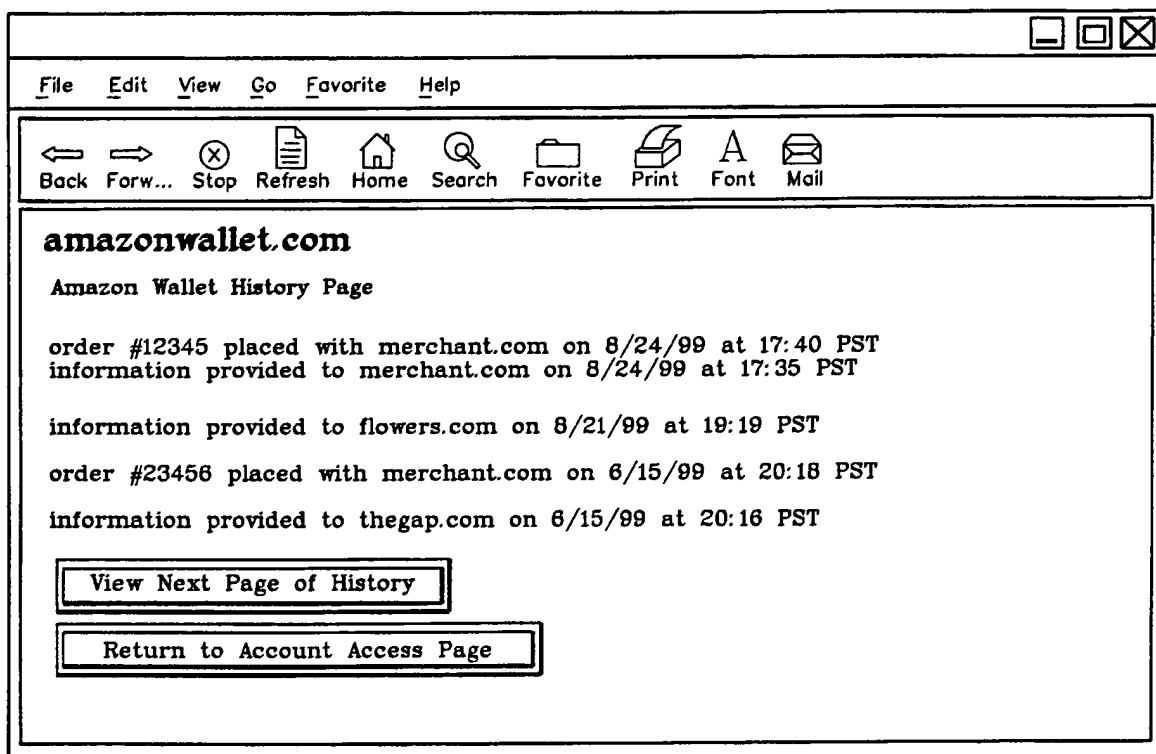 File Edit View Go Favorite Help
Back Forw... Stop Refresh Home Search Favorite Print Font Mail
amazonwallet.com
Amazon Wallet History Page
order #12345 placed with merchant.com on 8/24/99 at 17:40 PST
information provided to merchant.com on 8/24/99 at 17:35 PST
information provided to flowers.com on 8/21/99 at 19:19 PST
order #23456 placed with merchant.com on 6/15/99 at 20:18 PST
information provided to thegap.com on 6/15/99 at 20:16 PST
View Next Page of History
Return to Account Access Page